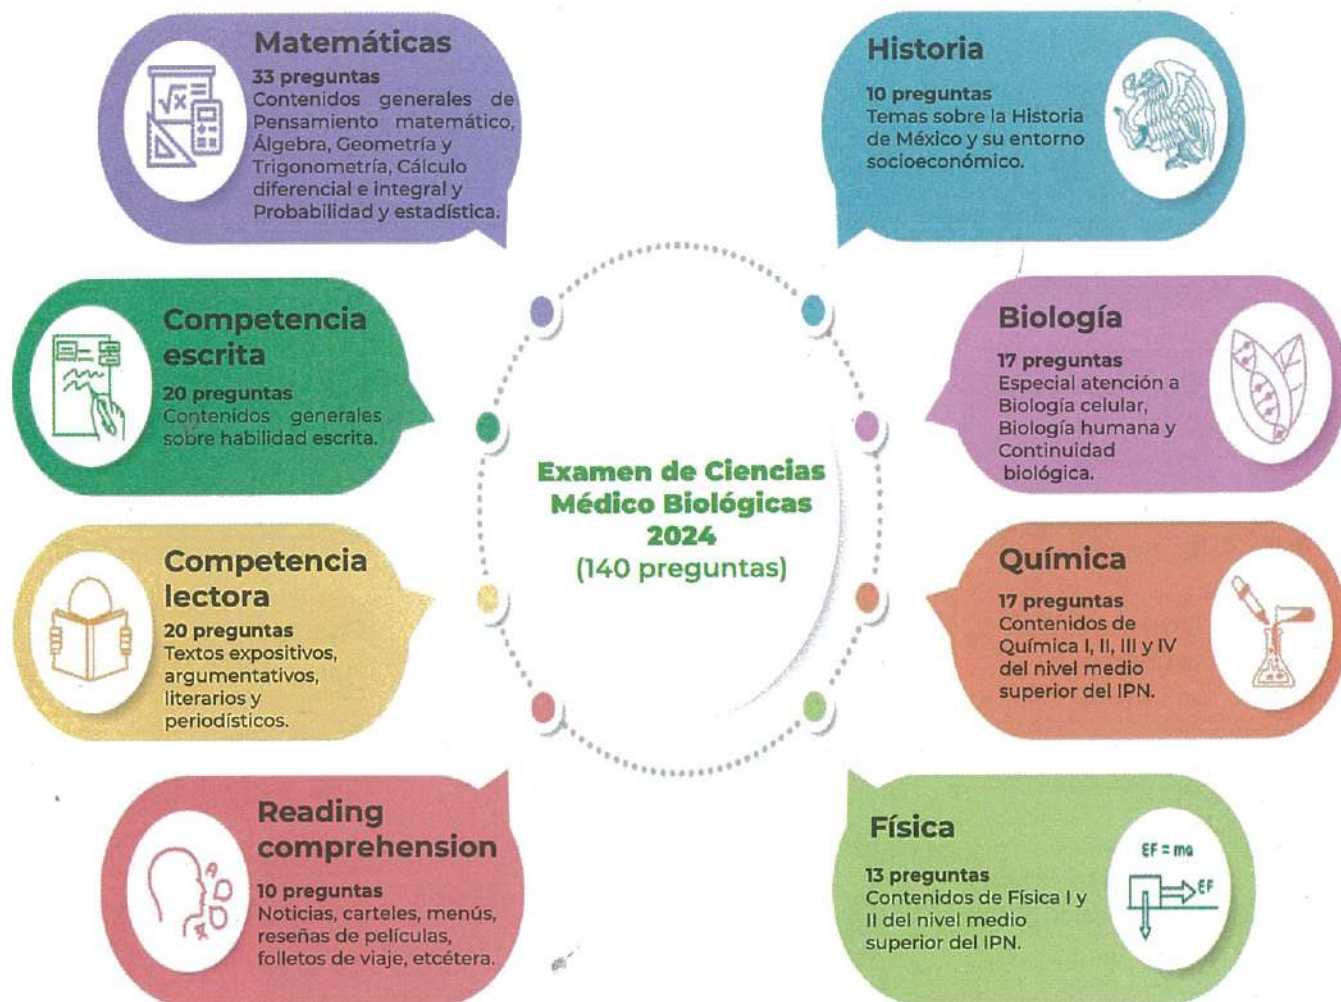 Matemáticas
33 preguntas
Contenidos generales de
Pensamiento matemático,
Álgebra, Geometría y
Trigonometría, Cálculo
diferencial e integral y
Probabilidad y estadística.
Competencia
escrita
20 preguntas
Contenidos generales
sobre habilidad escrita.
Competencia
lectora
20 preguntas
Textos expositivos,
argumentativos,
literarios y
periodísticos.
Reading
comprehension
10 preguntas
Noticias, carteles, menús,
reseñas de películas,
folletos de viaje, etcétera.
Examen de Ciencias
Médico Biológicas
2024
(140 preguntas)
Historia
10 preguntas
Temas sobre la Historia
de México y su entorno
socioeconómico.
Biología
17 preguntas
Especial atención a
Biología celular,
Biología humana y
Continuidad
biológica.
Química
17 preguntas
Contenidos de
Química I, II, III y IV
del nivel medio
superior del IPN.
Física
13 preguntas
Contenidos de Física I y
II del nivel medio
superior del IPN.
ƐF = ma
ƐF